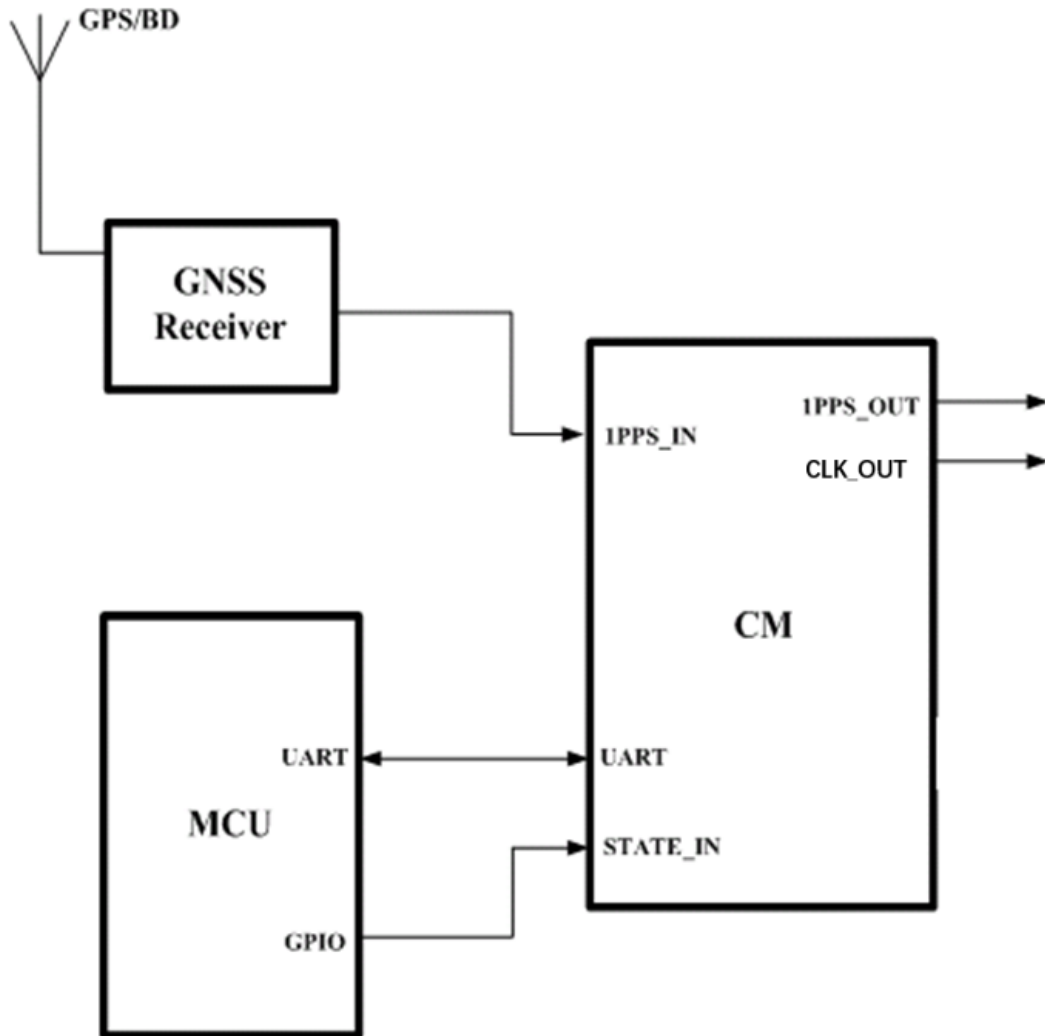 GPS/BD
GNSS
Receiver
1PPS_IN
1PPS_OUT
CLK_OUT
CM
UART
UART
MCU
STATE_IN
GPIO